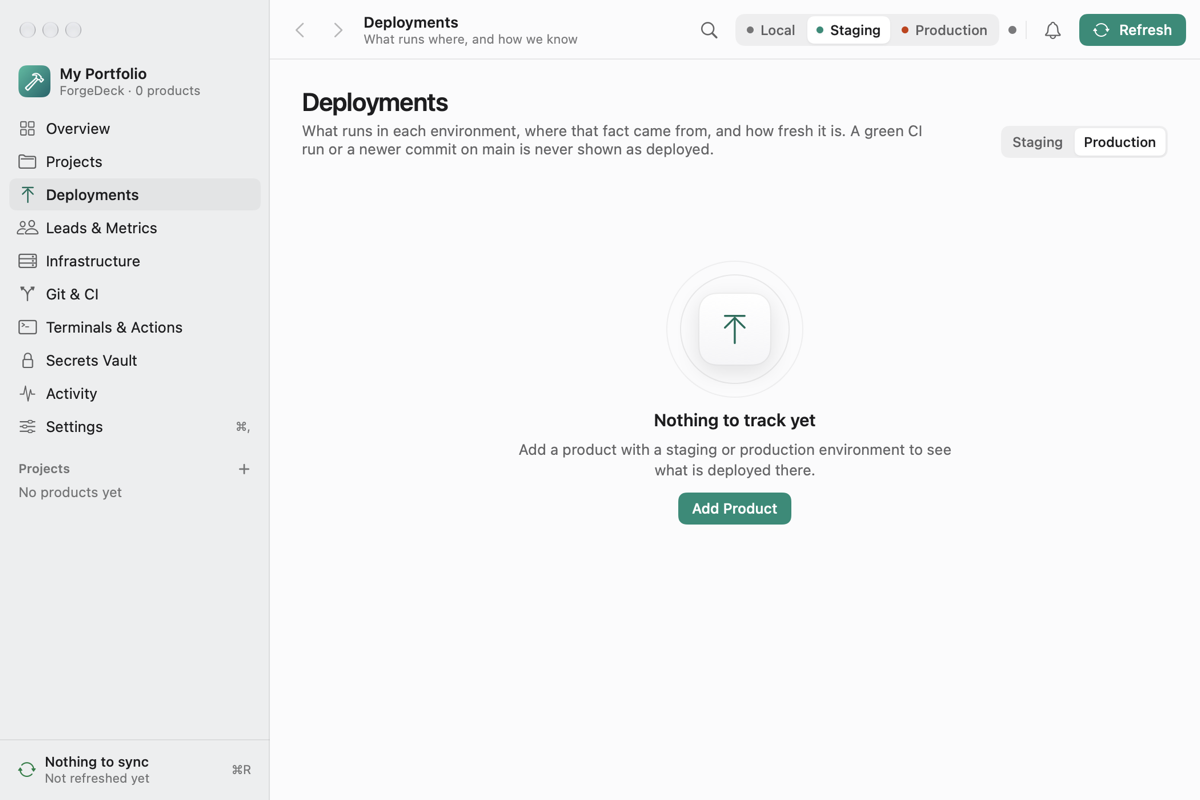 My Portfolio
ForgeDeck · 0 products
Overview
Projects
Deployments
Leads & Metrics
Infrastructure
Git & CI
Terminals & Actions
Secrets Vault
Activity
Settings ⌘,
Projects +
No products yet
Nothing to sync
Not refreshed yet
⌘R
Deployments
What runs where, and how we know
Local Staging Production
Refresh
Deployments
What runs in each environment, where that fact came from, and how fresh it is. A green CI
run or a newer commit on main is never shown as deployed.
Staging Production
Nothing to track yet
Add a product with a staging or production environment to see
what is deployed there.
Add Product